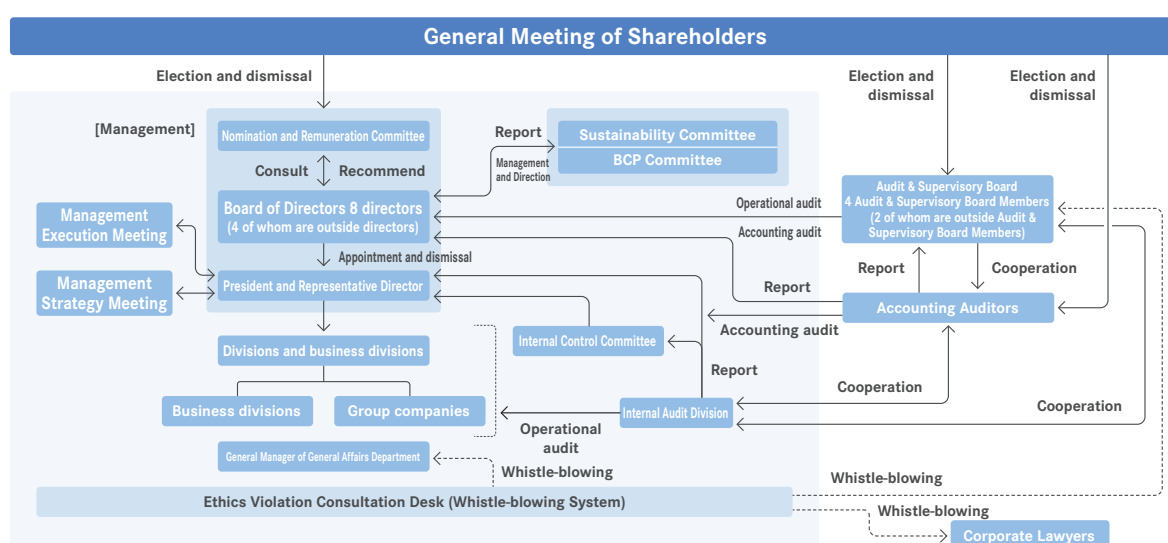 General Meeting of Shareholders
Election and dismissal
Election and
dismissal
Election and
dismissal
[Management]
Nomination and Remuneration Committee
Consult
Recommend
Report
Management
and Direction
Sustainability Committee
BCP Committee
Board of Directors 8 directors
(4 of whom are outside directors)
Operational audit
Accounting audit
Audit & Supervisory Board
4 Audit & Supervisory Board Members
(2 of whom are outside Audit &
Supervisory Board Members)
Management
Execution Meeting
Appointment and dismissal
Management
Strategy Meeting
President and Representative Director
Report
Cooperation
Report
Accounting Auditors
Accounting audit
Divisions and business divisions
Internal Control Committee
Report
Cooperation
Business divisions
Group companies
Internal Audit Division
Cooperation
Operational
audit
General Manager of General Affairs Department
Whistle-blowing
Whistle-blowing
Ethics Violation Consultation Desk (Whistle-blowing System)
Whistle-blowing
Corporate Lawyers